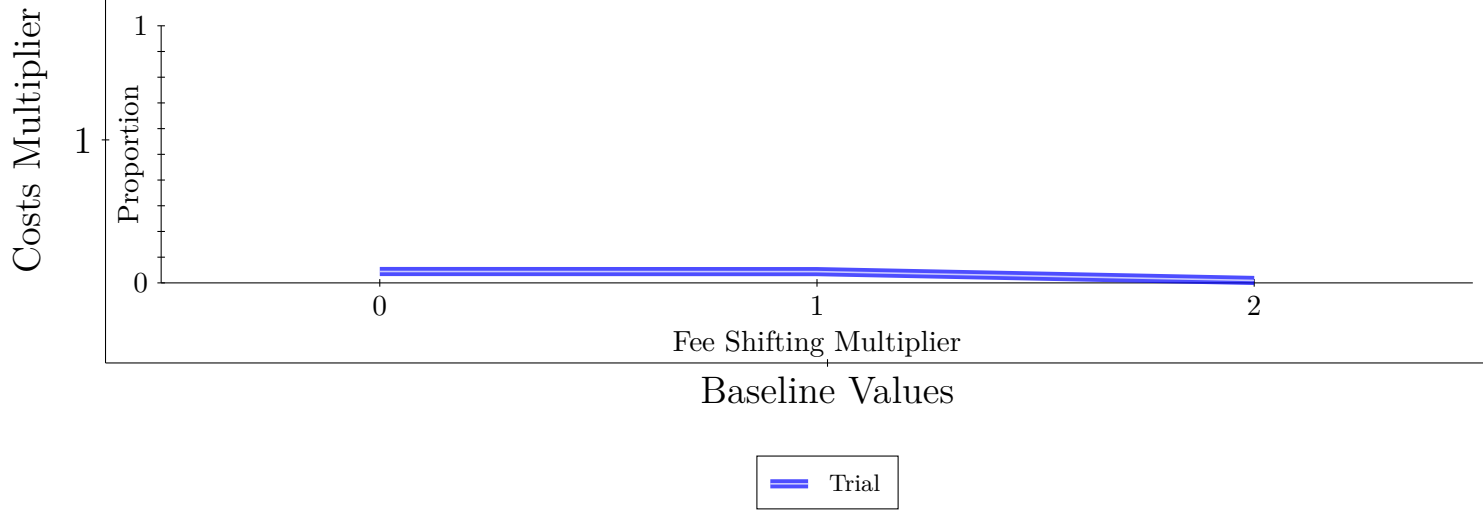 Costs Multiplier
1
Proportion
1
0
0 1 2
Fee Shifting Multiplier
Baseline Values
Trial